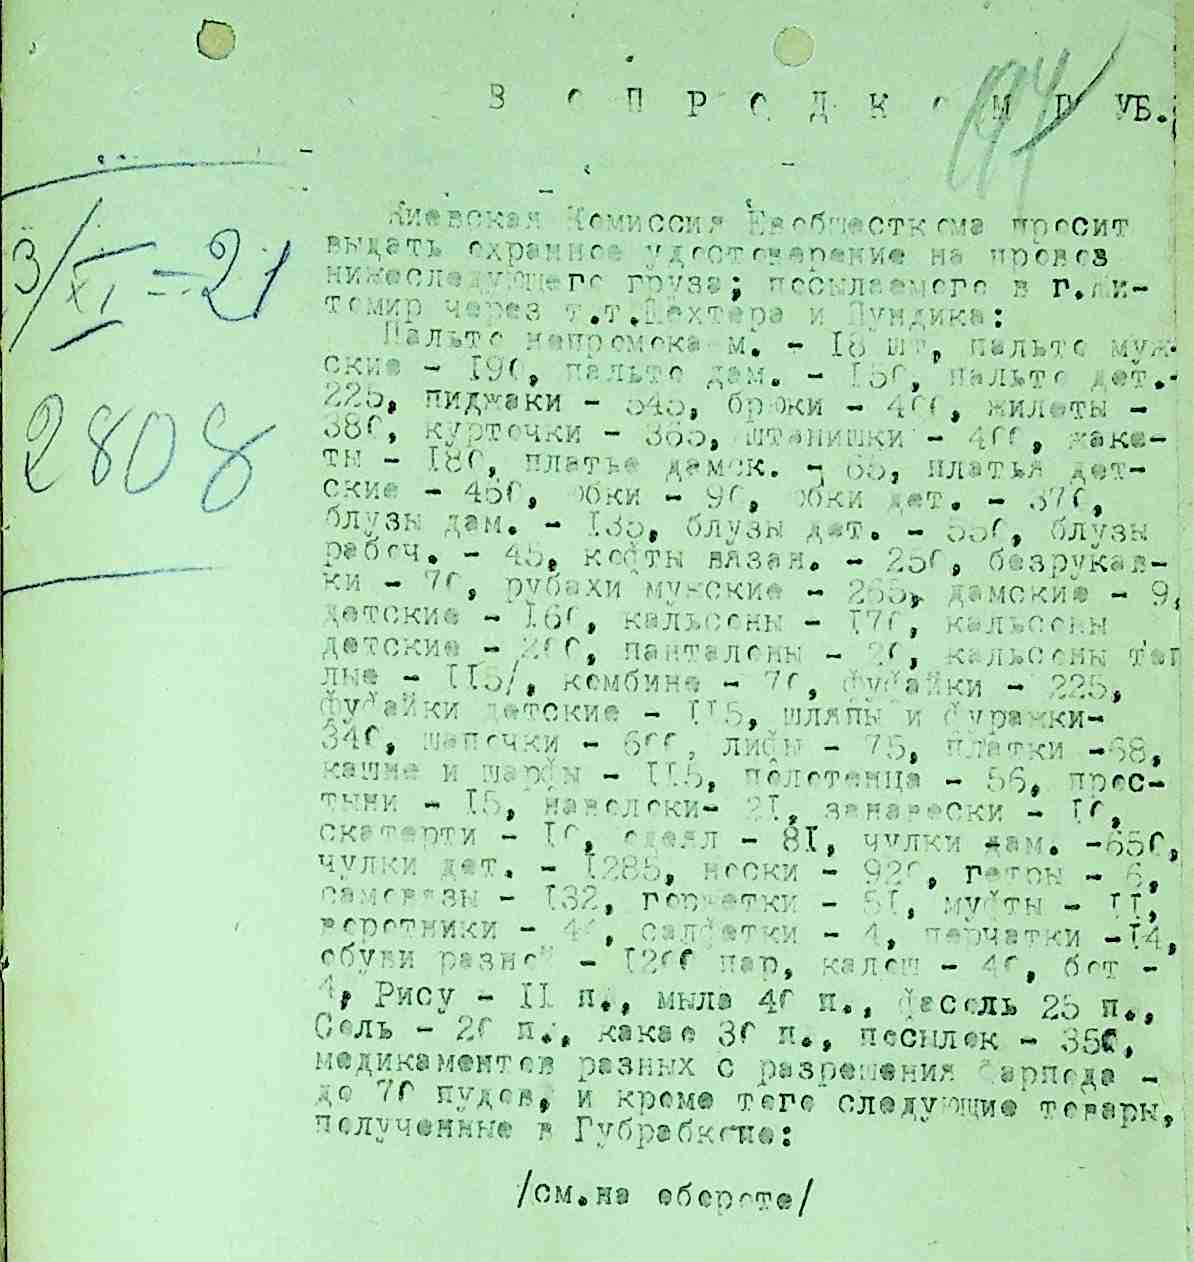 В ОПРОДКОМГУБ.
194
3/XI = 21
2808
Киевская Комиссия Евобщесткома просит
выдать охранное удостоверение на провоз
нижеследующего груза; посылаемого в г.Жи-
томир через т.т.Шехтера и Пундика:
Пальто непромока м. - 18 шт, пальто муж-
ские - 190, пальто дам. - 150, пальто дет.-
225, пиджаки - 545, брюки - 400, жилеты -
380, курточки - 365, штанишки - 400, жаке-
ты - 180, платье дамск. - 65, платья дет-
ские - 450, юбки - 90, юбки дет. - 370,
блузы дам. - 135, блузы дет. - 550, блузы
рабоч. - 45, кофты вязан. - 250, безрукав-
ки - 70, рубахи мужские - 265, дамские - 9,
детские - 160, кальсоны - 170, кальсоны
детские - 200, панталоны - 20, кальсоны теп
лые - 115/, комбине - 70, фуфайки - 225,
фуфайки детские - 115, шляпы и фуражки-
340, шапочки - 600, лифы - 75, платки -68,
кашне и шарфы - 115, полотенца - 56, прос-
тыни - 15, наволоки- 21, занавески - 10,
скатерти - 10, одеял - 81, чулки дам. -650,
чулки дет. - 1285, носки - 920, гетры - 6,
самовязы - 132, горжетки - 51, муфты - 11,
воротники - 44, салфетки - 4, перчатки -14,
обуви разной - 1200 пар, калош - 40, бот -
4, Рису - 11 п., мыла 40 п., фасоль 25 п.,
Соль - 20 п., какао 30 п., посылок - 350,
медикаментов разных с разрешения
до 70 пудов, и кроме того следующие товары,
полученные в Губрабкопе:
/см.на обороте/